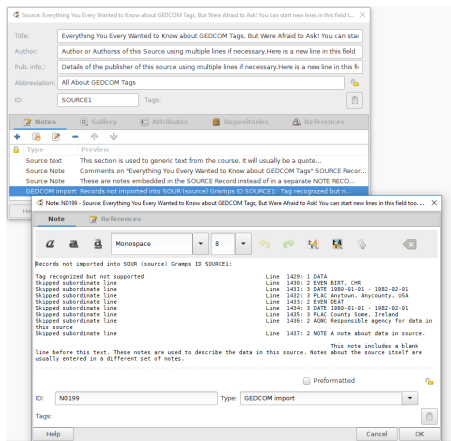 Source: Everything You Every Wanted to Know about GEDCOM Tags, But Were Afraid to Ask! You can start new lines in this field t...
Title: Everything You Every Wanted to Know about GEDCOM Tags, But Were Afraid to Ask! You can star
Author: Author or Authorss of this Source using multiple lines if necessary.Here is a new line in this field
Pub. info.: Details of the publisher of this source using multiple lines if necessary.Here is a new line in this fi
Abbreviation: All About GEDCOM Tags
ID: SOURCE1 Tags:
Notes Gallery Attributes Repositories References
Type Preview
Source text This section is used to generic text from the course. It will usually be a quote...
Source Note Comments on "Everything You Every Wanted to Know about GEDCOM Tags" SOURCE Recor...
Source Note These are notes embedded in the SOURCE Record instead of in a separate NOTE RECO...
GEDCOM import Records not imported into SOUR (source) Gramps ID SOURCE1: Tag recognized but n...
He
Note: N0199 - Source: Everything You Every Wanted to Know about GEDCOM Tags, But Were Afraid to Ask! You can start new lines in this field too. ...
Note References
Monospace 8
Records not imported into SOUR (source) Gramps ID SOURCE1:
Tag recognized but not supported Line 1429: 1 DATA
Skipped subordinate line Line 1430: 2 EVEN BIRT, CHR
Skipped subordinate line Line 1431: 3 DATE 1980-01-01 - 1982-02-01
Skipped subordinate line Line 1432: 3 PLAC Anytown, Anycounty, USA
Skipped subordinate line Line 1433: 2 EVEN DEAT
Skipped subordinate line Line 1434: 3 DATE 1980-01-01 - 1982-02-01
Skipped subordinate line Line 1435: 3 PLAC County Some, Ireland
Skipped subordinate line Line 1436: 2 AGNC Responsible agency for data in
this source
Skipped subordinate line Line 1437: 2 NOTE A note about data in source.
This note includes a blank
line before this text. These notes are used to describe the data in this source. Notes about the source itself are
usually entered in a different set of notes.
Preformatted
ID: N0199 Type: GEDCOM import
Tags:
Help Cancel OK